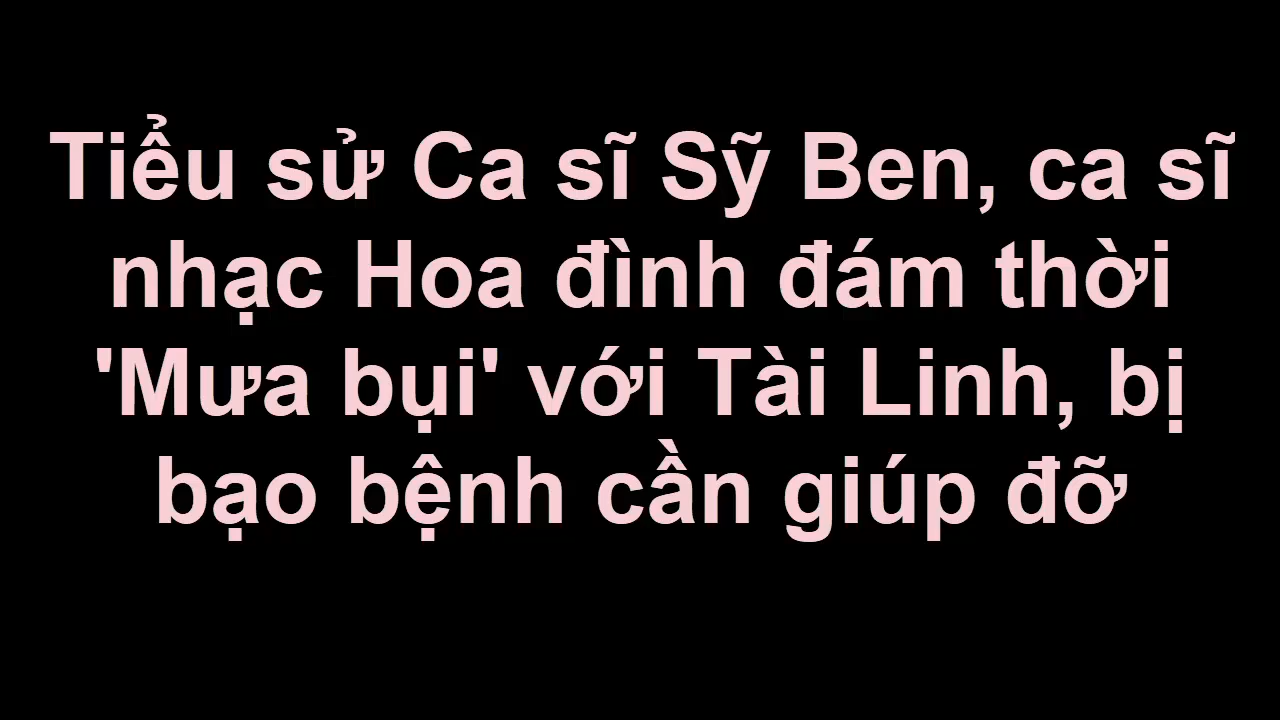 Tiểu sử Ca sĩ Sỹ Ben, ca sĩ
nhạc Hoa đình đám thời
'Mưa bụi' với Tài Linh, bị
bạo bệnh cần giúp đỡ